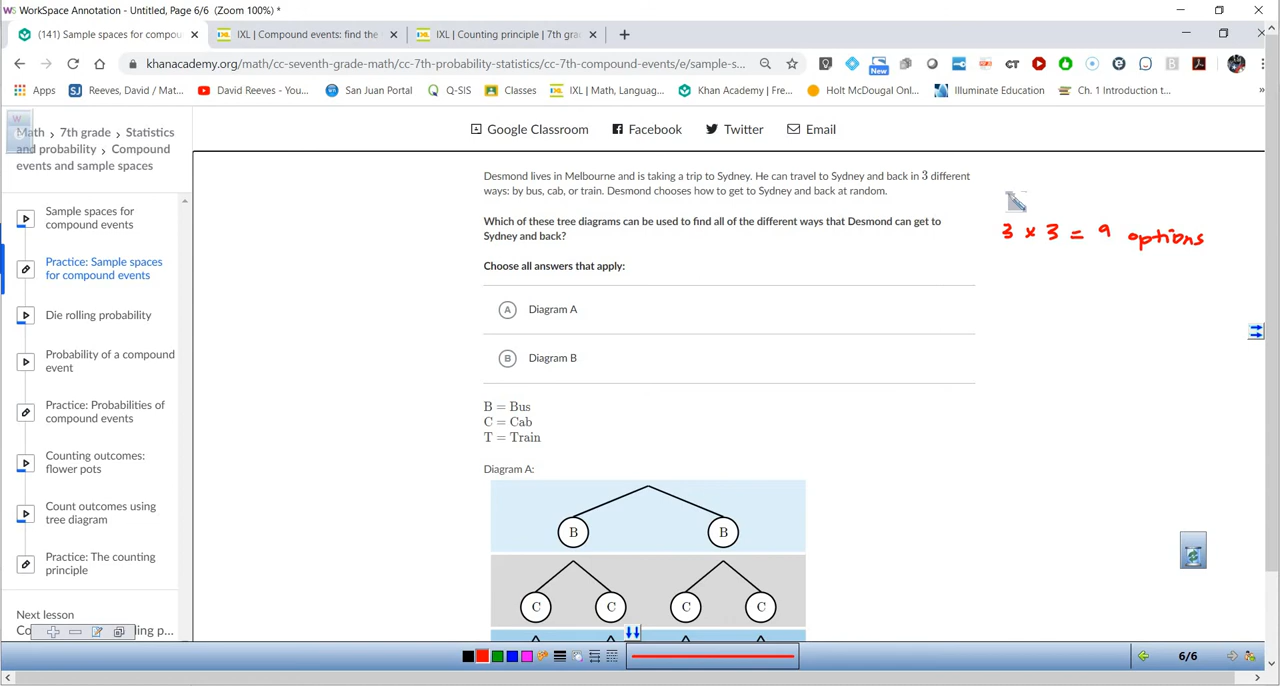 WorkSpace Annotation - Untitled, Page 6/6 (Zoom 100%) *
(141) Sample spaces for compou
IXL | Compound events: find the
IXL | Counting principle | 7th grad
khanacademy.org/math/cc-seventh-grade-math/cc-7th-probability-statistics/cc-7th-compound-events/e/sample-s...
New
CT
Apps
Reeves, David / Mat...
David Reeves - You...
San Juan Portal
Q-SIS
Classes
IXL | Math, Languag...
Khan Academy | Fre...
Holt McDougal Onl...
Illuminate Education
Ch. 1 Introduction t...
Math > 7th grade > Statistics
and probability > Compound
events and sample spaces
Google Classroom
Facebook
Twitter
Email
Sample spaces for
compound events
Practice: Sample spaces
for compound events
Die rolling probability
Probability of a compound
event
Practice: Probabilities of
compound events
Counting outcomes:
flower pots
Count outcomes using
tree diagram
Practice: The counting
principle
Next lesson
Desmond lives in Melbourne and is taking a trip to Sydney. He can travel to Sydney and back in 3 different
ways: by bus, cab, or train. Desmond chooses how to get to Sydney and back at random.
Which of these tree diagrams can be used to find all of the different ways that Desmond can get to
Sydney and back?
Choose all answers that apply:
A Diagram A
B Diagram B
B = Bus
C = Cab
T = Train
Diagram A:
B B
C C C C
3 × 3 = 9 options
6/6